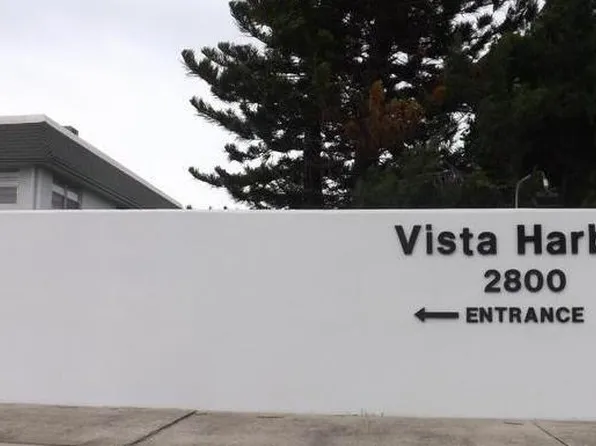 Vista Harb
2800
← ENTRANCE